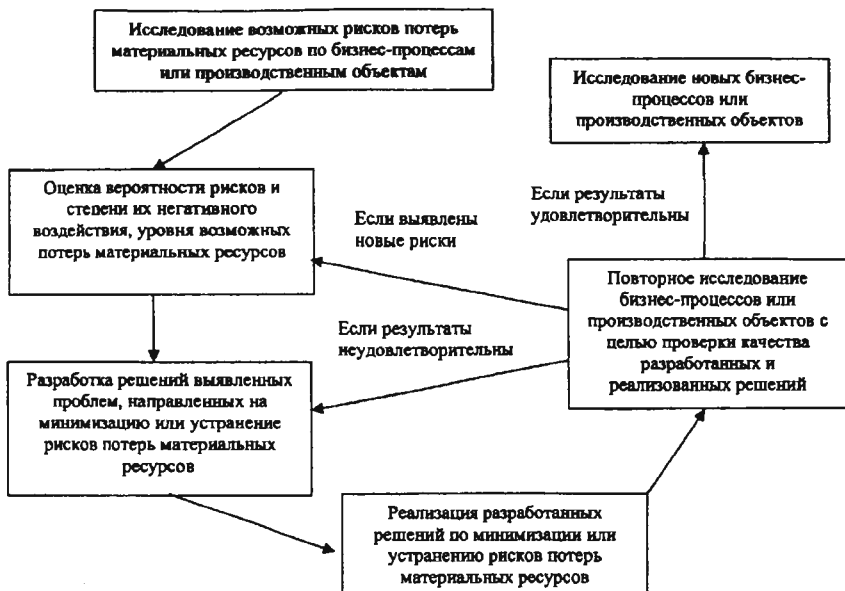 Исследование возможных рисков потерь
материальных ресурсов по бизнес-процессам
или производственным объектам
Исследование новых бизнес-
процессов или
производственных объектов
Оценка вероятности рисков и
степени их негативного
воздействия, уровня возможных
потерь материальных ресурсов
Если выявлены
новые риски
Если результаты
удовлетворительны
Повторное исследование
бизнес-процессов или
производственных объектов с
целью проверки качества
разработанных и
реализованных решений
Если результаты
неудовлетворительны
Разработка решений выявленных
проблем, направленных на
минимизацию или устранение
рисков потерь материальных
ресурсов
Реализация разработанных
решений по минимизации или
устранению рисков потерь
материальных ресурсов